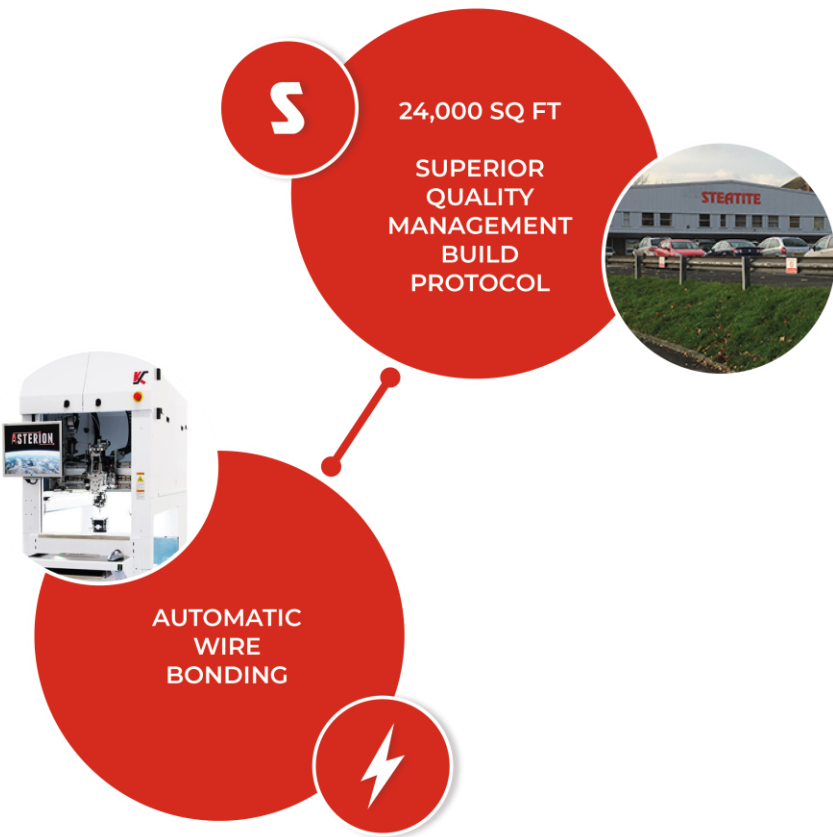 S
24,000 SQ FT
SUPERIOR
QUALITY
MANAGEMENT
BUILD
PROTOCOL
STEATITE
ASTERION
AUTOMATIC
WIRE
BONDING